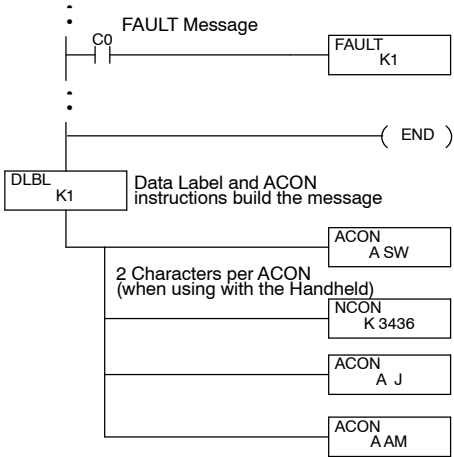 FAULT Message
C0
FAULT
K1
( END )
DLBL
K1
Data Label and ACON
instructions build the message
ACON
A SW
2 Characters per ACON
(when using with the Handheld)
NCON
K 3436
ACON
A J
ACON
A AM